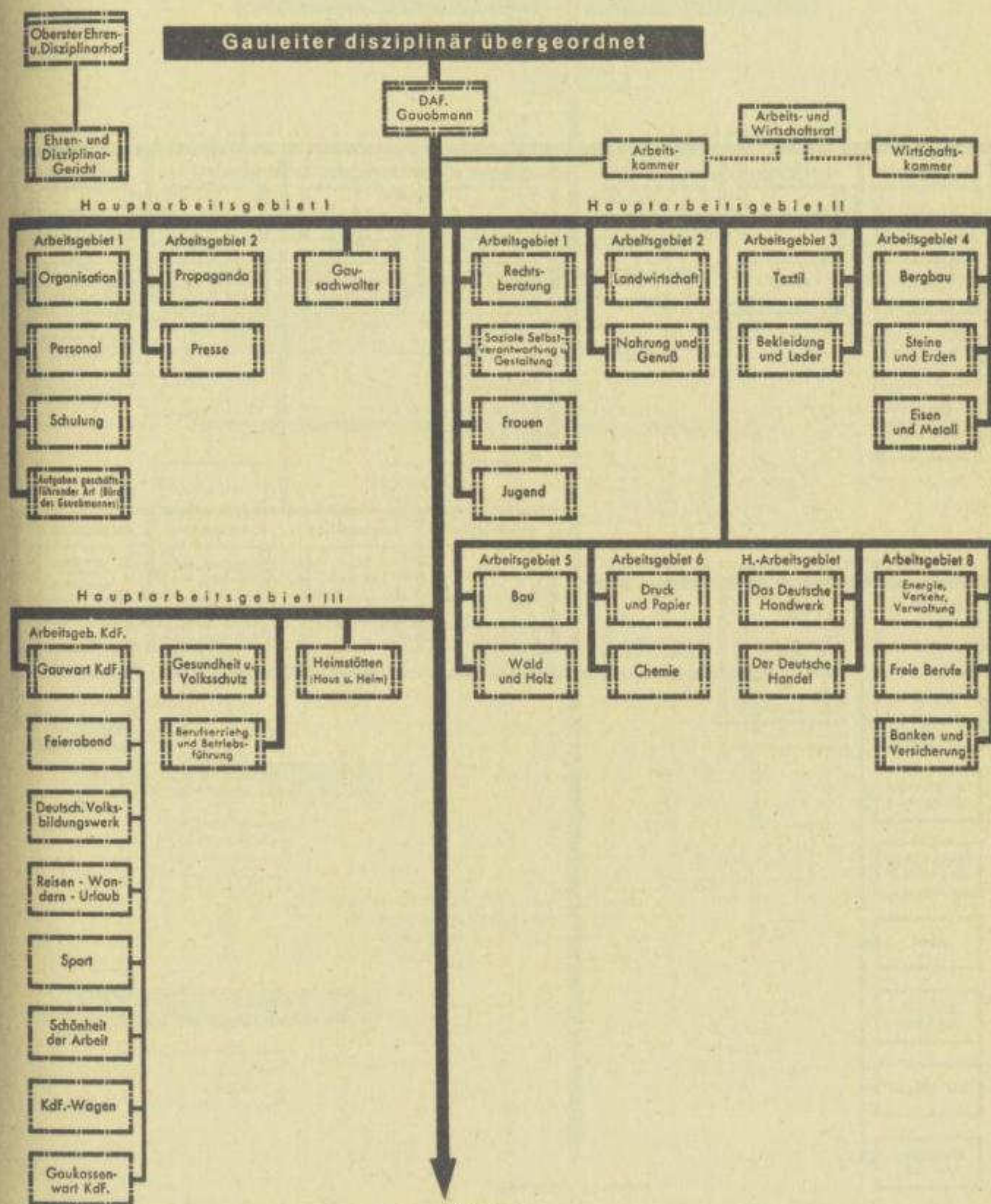 Oberster Ehren-
u. Disziplinarhof
Gauleiter disziplinär übergeordnet
DAF.
Gauobmann
Ehren- und
Disziplinar-
Gericht
Arbeits- und
Wirtschaftsrat
Arbeits-
kammer
Wirtschafts-
kammer
Hauptarbeitsgebiet I
Arbeitsgebiet 1
Organisation
Personal
Schulung
Aufgaben geschäfts-
führender Art (Büro
des Gauobmannes)
Arbeitsgebiet 2
Propaganda
Presse
Gau-
sachwalter
Hauptarbeitsgebiet II
Arbeitsgebiet 1
Rechts-
beratung
Soziale Selbst-
verantwortung u.
Gestaltung
Frauen
Jugend
Arbeitsgebiet 2
Landwirtschaft
Nahrung und
Genuß
Arbeitsgebiet 3
Textil
Bekleidung
und Leder
Arbeitsgebiet 4
Bergbau
Steine
und Erden
Eisen
und Metall
Arbeitsgebiet 5
Bau
Wald
und Holz
Arbeitsgebiet 6
Druck
und Papier
Chemie
H.-Arbeitsgebiet
Das Deutsche
Handwerk
Der Deutsche
Handel
Arbeitsgebiet 8
Energie,
Verkehr,
Verwaltung
Freie Berufe
Banken und
Versicherung
Hauptarbeitsgebiet III
Arbeitsgeb. KdF.
Gauwart KdF.
Feierabend
Deutsch. Volks-
bildungswerk
Reisen - Wan-
dern - Urlaub
Sport
Schönheit
der Arbeit
KdF.-Wagen
Gaukassen-
wart KdF.
Gesundheit u.
Volksschutz
Berufserziehg.
und Betriebs-
führung
Heimstätten
(Haus u. Heim)